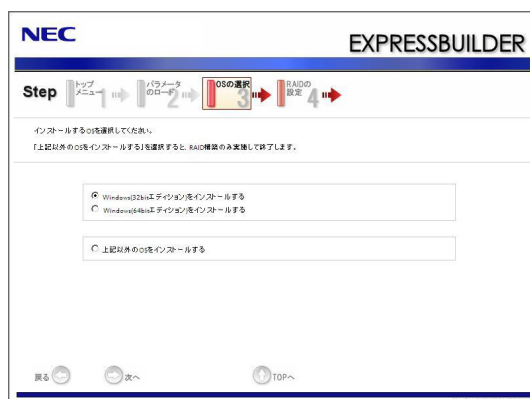 NEC
EXPRESSBUILDER
Step
トップ
メニュー 1
パラメータ
のロード 2
OSの選択
3
RAIDの
設定 4
インストールするOSを選択してください。
「上記以外のOSをインストールする」を選択すると、RAID構築のみ実施して終了します。
Windows(32bitエディション)をインストールする
Windows(64bitエディション)をインストールする
上記以外のOSをインストールする
戻る
次へ
TOPへ